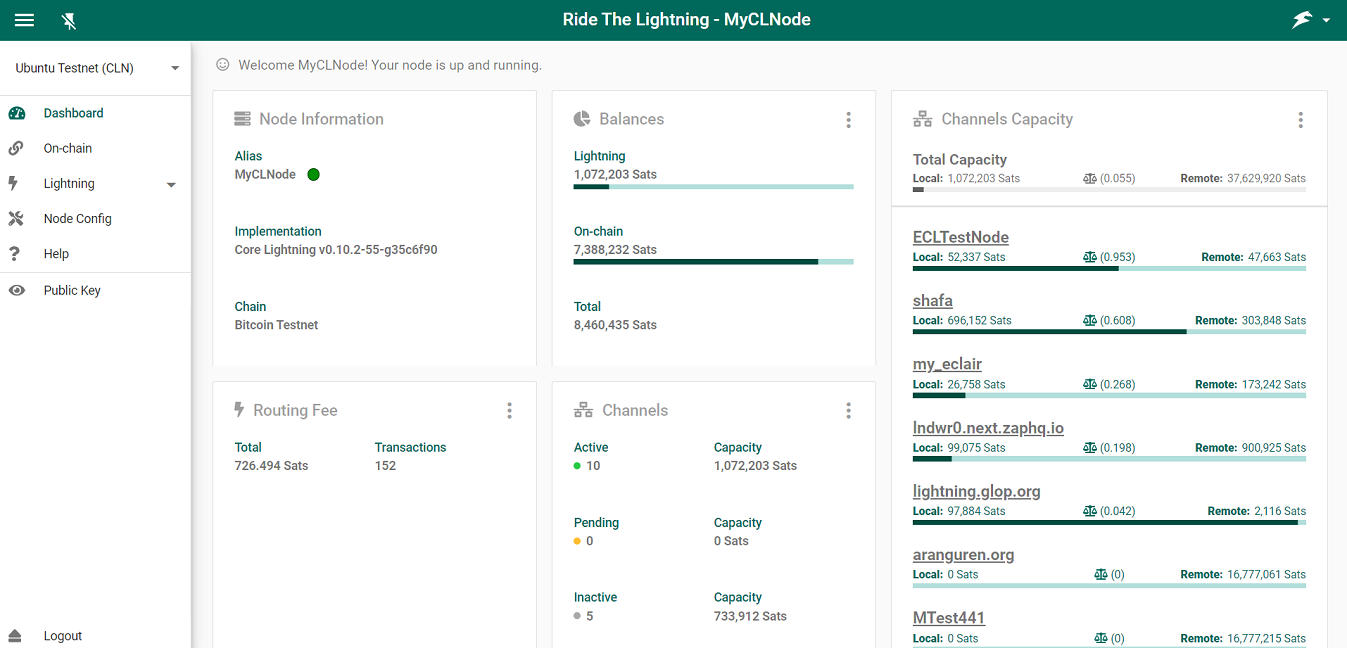 Ride The Lightning - MyCLNode
Ubuntu Testnet (CLN)
Dashboard
On-chain
Lightning
Node Config
Help
Public Key
Logout
Welcome MyCLNode! Your node is up and running.
Node Information
Alias
MyCLNode
Implementation
Core Lightning v0.10.2-55-g35c6f90
Chain
Bitcoin Testnet
Balances
Lightning
1,072,203 Sats
On-chain
7,388,232 Sats
Total
8,460,435 Sats
Routing Fee
Total Transactions
726.494 Sats 152
Channels
Active Capacity
10 1,072,203 Sats
Pending Capacity
0 0 Sats
Inactive Capacity
5 733,912 Sats
Channels Capacity
Total Capacity
Local: 1,072,203 Sats (0.055) Remote: 37,629,920 Sats
ECLTestNode
Local: 52,337 Sats (0.953) Remote: 47,663 Sats
shafa
Local: 696,152 Sats (0.608) Remote: 303,848 Sats
my_eclair
Local: 26,758 Sats (0.268) Remote: 173,242 Sats
lndwr0.next.zaphq.io
Local: 99,075 Sats (0.198) Remote: 900,925 Sats
lightning.glop.org
Local: 97,884 Sats (0.042) Remote: 2,116 Sats
aranguren.org
Local: 0 Sats (0) Remote: 16,777,061 Sats
MTest441
Local: 0 Sats (0) Remote: 16,777,215 Sats